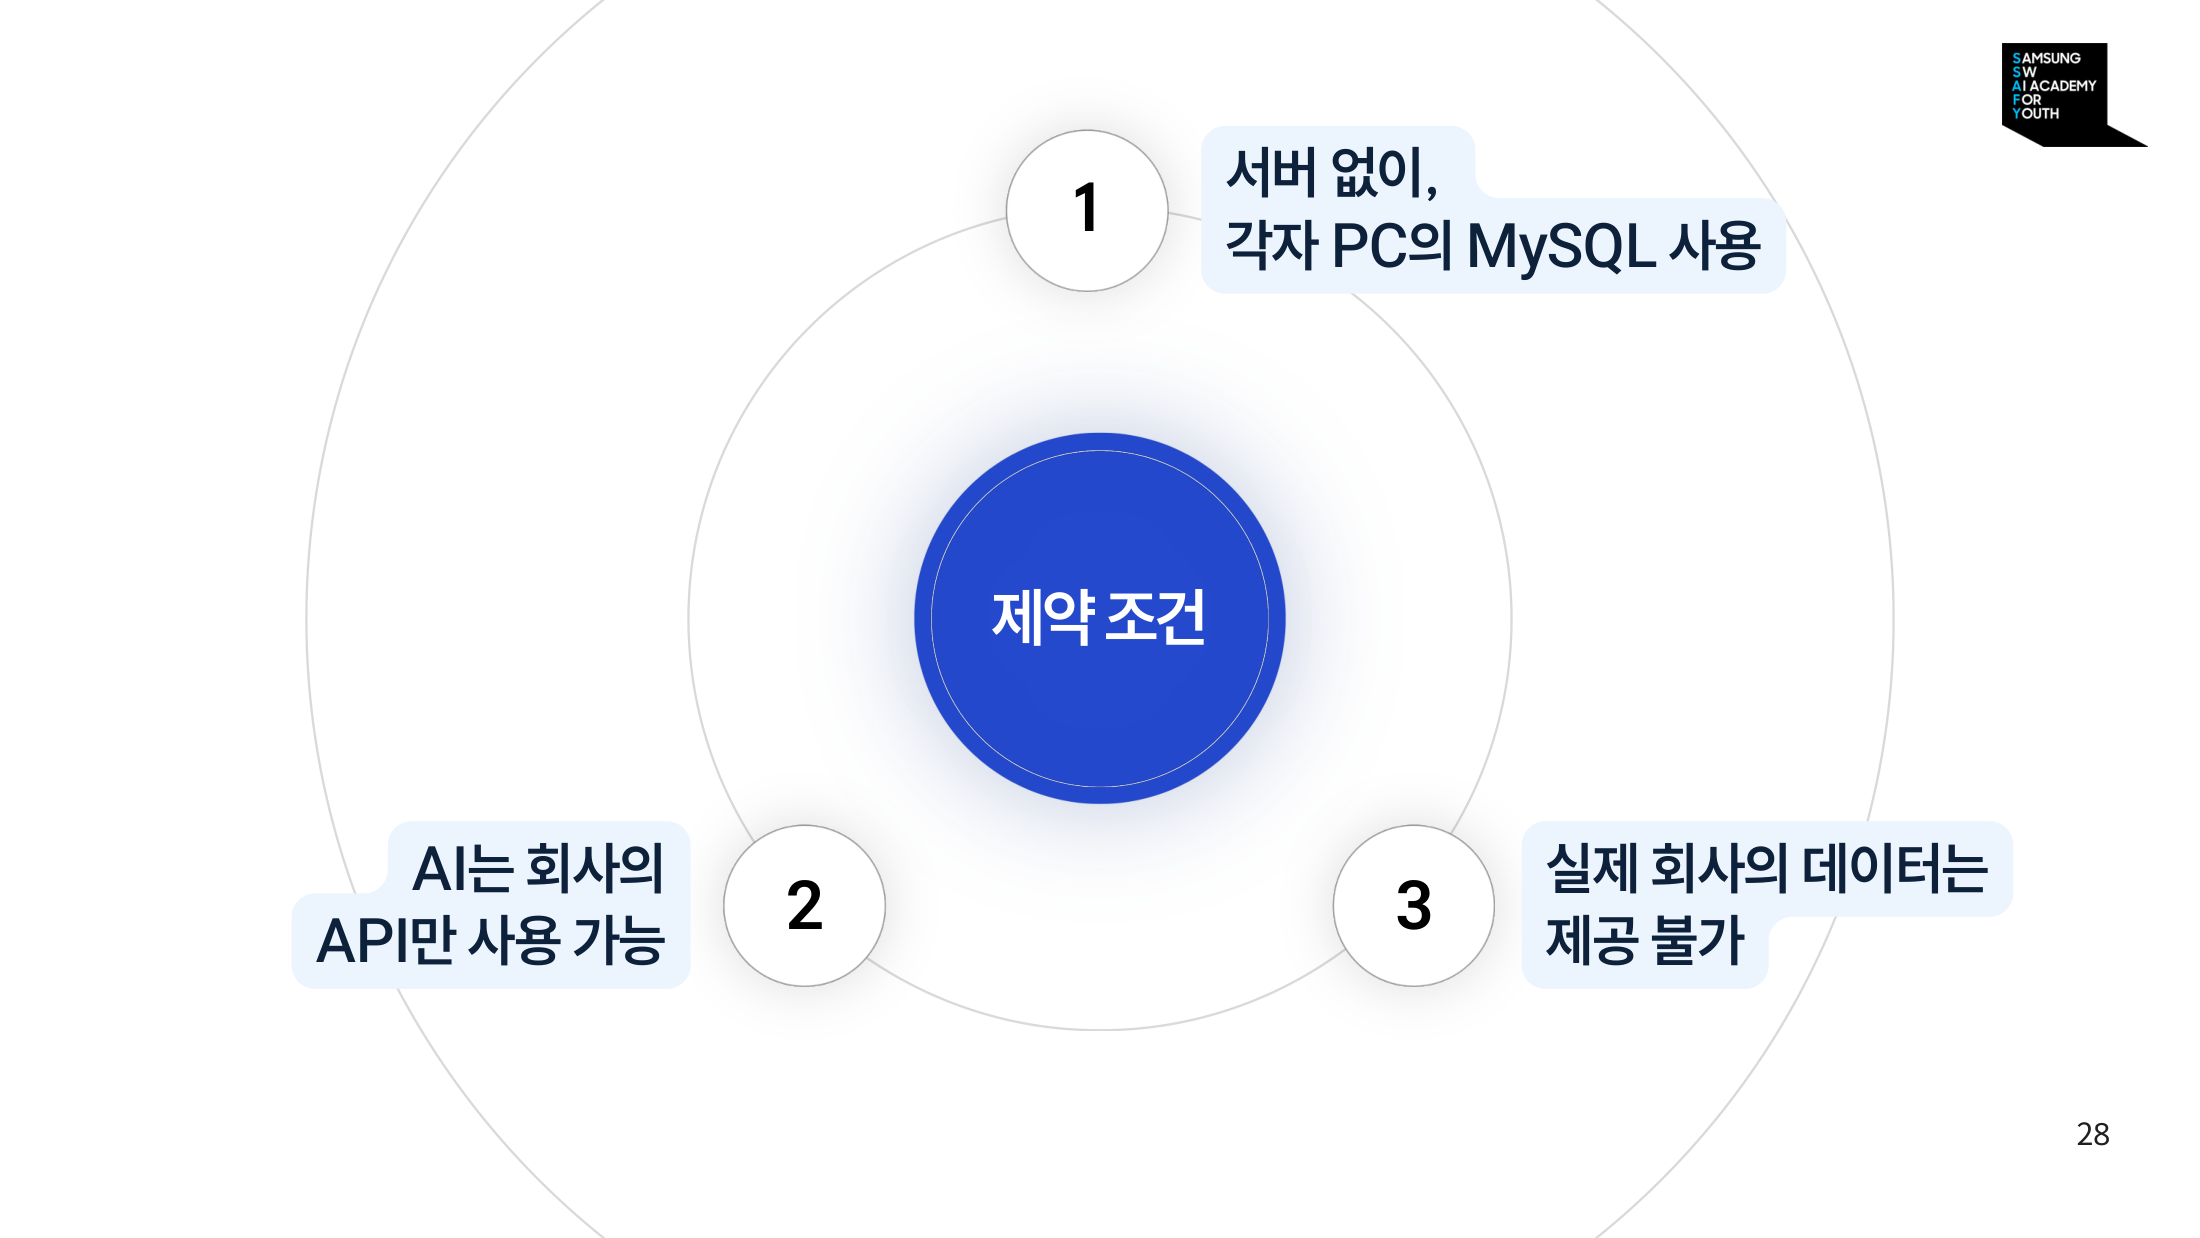 SAMSUNG
SW
AI ACADEMY
FOR
YOUTH
1
서버 없이,
각자 PC의 MySQL 사용
제약 조건
AI는 회사의
API만 사용 가능
2
3
실제 회사의 데이터는
제공 불가
28